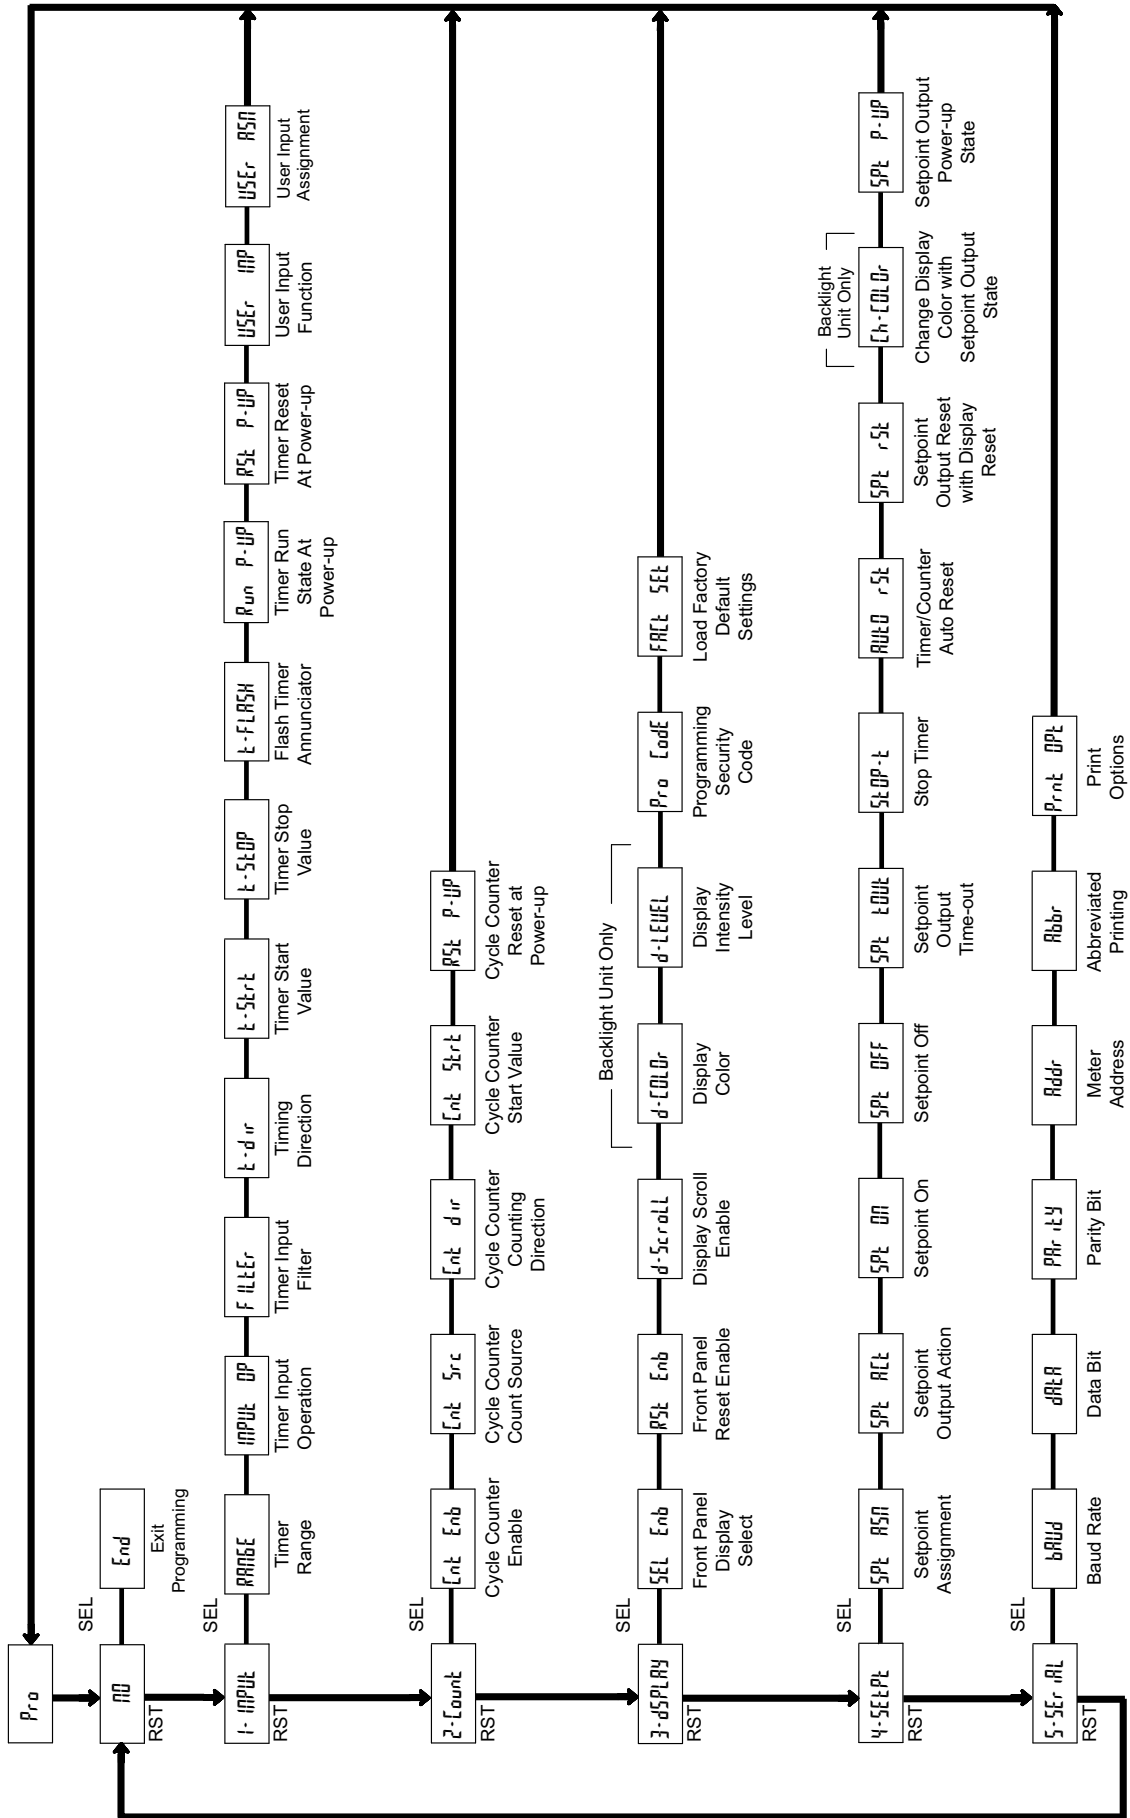 Pro
NO
SEL
RST
End
Exit
Programming
1-INPUt
SEL
RST
RANGE
Timer
Range
INPUt OP
Timer Input
Operation
FILtEr
Timer Input
Filter
t-dir
Timing
Direction
t-Strt
Timer Start
Value
t-StOP
Timer Stop
Value
t-FLASH
Flash Timer
Annunciator
Run P-UP
Timer Run
State At
Power-up
RSt P-UP
Timer Reset
At Power-up
USEr INP
User Input
Function
USEr ASN
User Input
Assignment
2-Count
SEL
RST
Cnt Enb
Cycle Counter
Enable
Cnt Src
Cycle Counter
Count Source
Cnt dir
Cycle Counter
Counting
Direction
Cnt Strt
Cycle Counter
Start Value
RSt P-UP
Cycle Counter
Reset at
Power-up
3-dSPLAY
SEL
RST
SEL Enb
Front Panel
Display
Select
RSt Enb
Front Panel
Reset Enable
d-ScroLL
Display Scroll
Enable
Backlight Unit Only
d-COLOr
Display
Color
d-LEVEL
Display
Intensity
Level
Pro CodE
Programming
Security
Code
FACt SEt
Load Factory
Default
Settings
4-SEtPt
SEL
RST
SPt ASN
Setpoint
Assignment
SPt ACt
Setpoint
Output Action
SPt ON
Setpoint On
SPt OFF
Setpoint Off
SPt tOUt
Setpoint
Output
Time-out
StOP-t
Stop Timer
AUtO rSt
Timer/Counter
Auto Reset
SPt rSt
Setpoint
Output Reset
with Display
Reset
Backlight
Unit Only
Ch-COLOr
Change Display
Color with
Setpoint Output
State
SPt P-UP
Setpoint Output
Power-up
State
5-SErIAL
SEL
RST
bAUd
Baud Rate
dAtA
Data Bit
PAritY
Parity Bit
Addr
Meter
Address
Abbr
Abbreviated
Printing
Prnt OPt
Print
Options